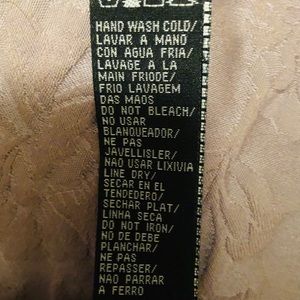 HAND WASH COLD/
LAVAR A MANO
CON AGUA FRIA/
LAVAGE A LA
MAIN FRIODE/
FRIO LAVAGEM
DAS MAOS
DO NOT BLEACH/
NO USAR
BLANQUEADOR/
NE PAS
JAVELLISLER/
NAO USAR LIXIVIA
LINE DRY/
SECAR EN EL
TENDEDERO/
SECHAR PLAT/
LINHA SECA
DO NOT IRON/
NO DE BEBE
PLANCHAR/
NE PAS
REPASSER/
NÃO PARRAR
A FERRO